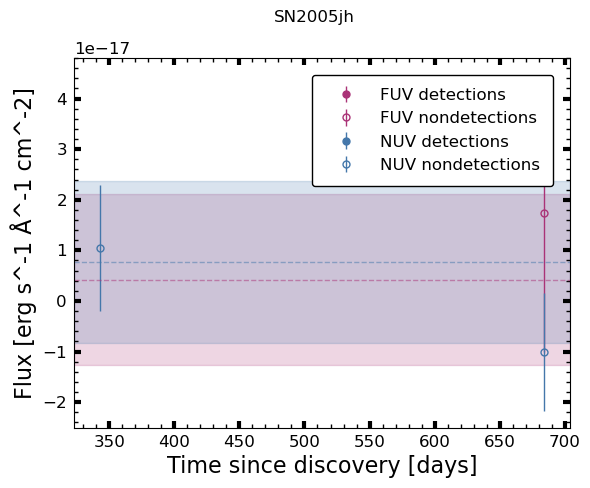 SN2005jh
1e−17
FUV detections
FUV nondetections
NUV detections
NUV nondetections
4
3
2
1
0
−1
−2
Flux [erg s^-1 Å^-1 cm^-2]
350 400 450 500 550 600 650 700
Time since discovery [days]